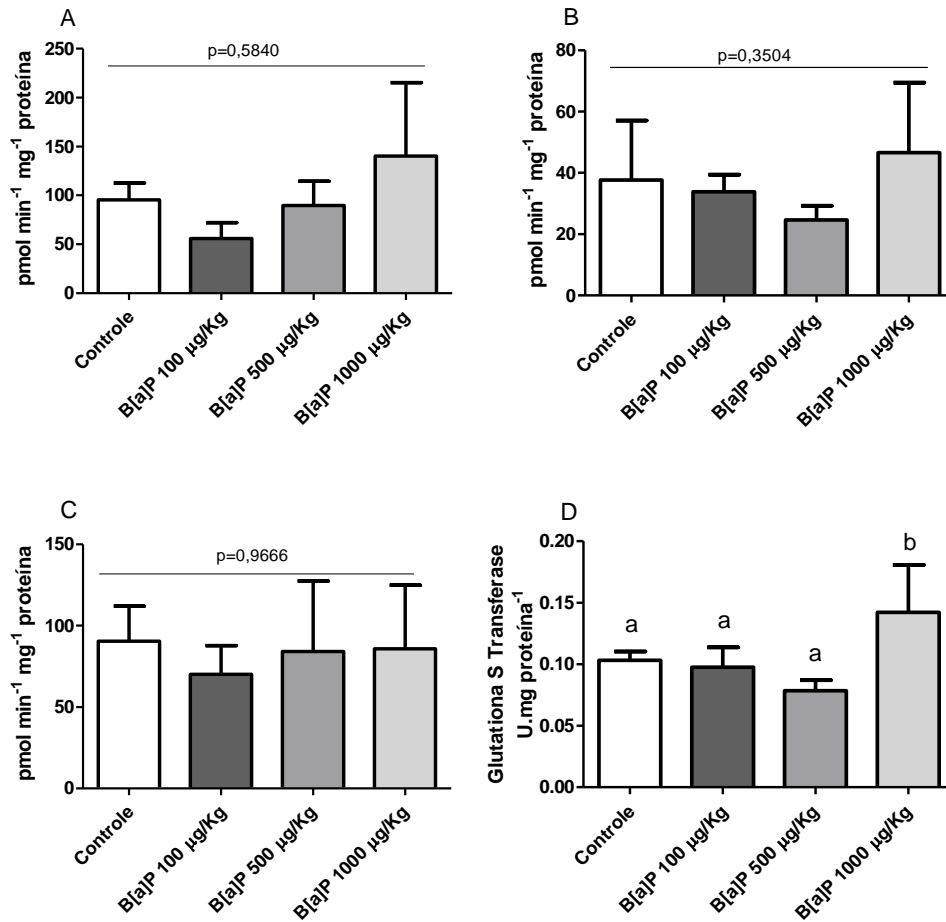 A
p=0,5840
pmol min⁻¹ mg⁻¹ proteína
250
200
150
100
50
0
Controle
B[a]P 100 µg/Kg
B[a]P 500 µg/Kg
B[a]P 1000 µg/Kg
B
p=0,3504
pmol min⁻¹ mg⁻¹ proteína
80
60
40
20
0
Controle
B[a]P 100 µg/Kg
B[a]P 500 µg/Kg
B[a]P 1000 µg/Kg
C
p=0,9666
pmol min⁻¹ mg⁻¹ proteína
150
100
50
0
Controle
B[a]P 100 µg/Kg
B[a]P 500 µg/Kg
B[a]P 1000 µg/Kg
D
Glutationa S Transferase
U.mg proteína⁻¹
0.20
0.15
0.10
0.05
0.00
a
a
a
b
Controle
B[a]P 100 µg/Kg
B[a]P 500 µg/Kg
B[a]P 1000 µg/Kg